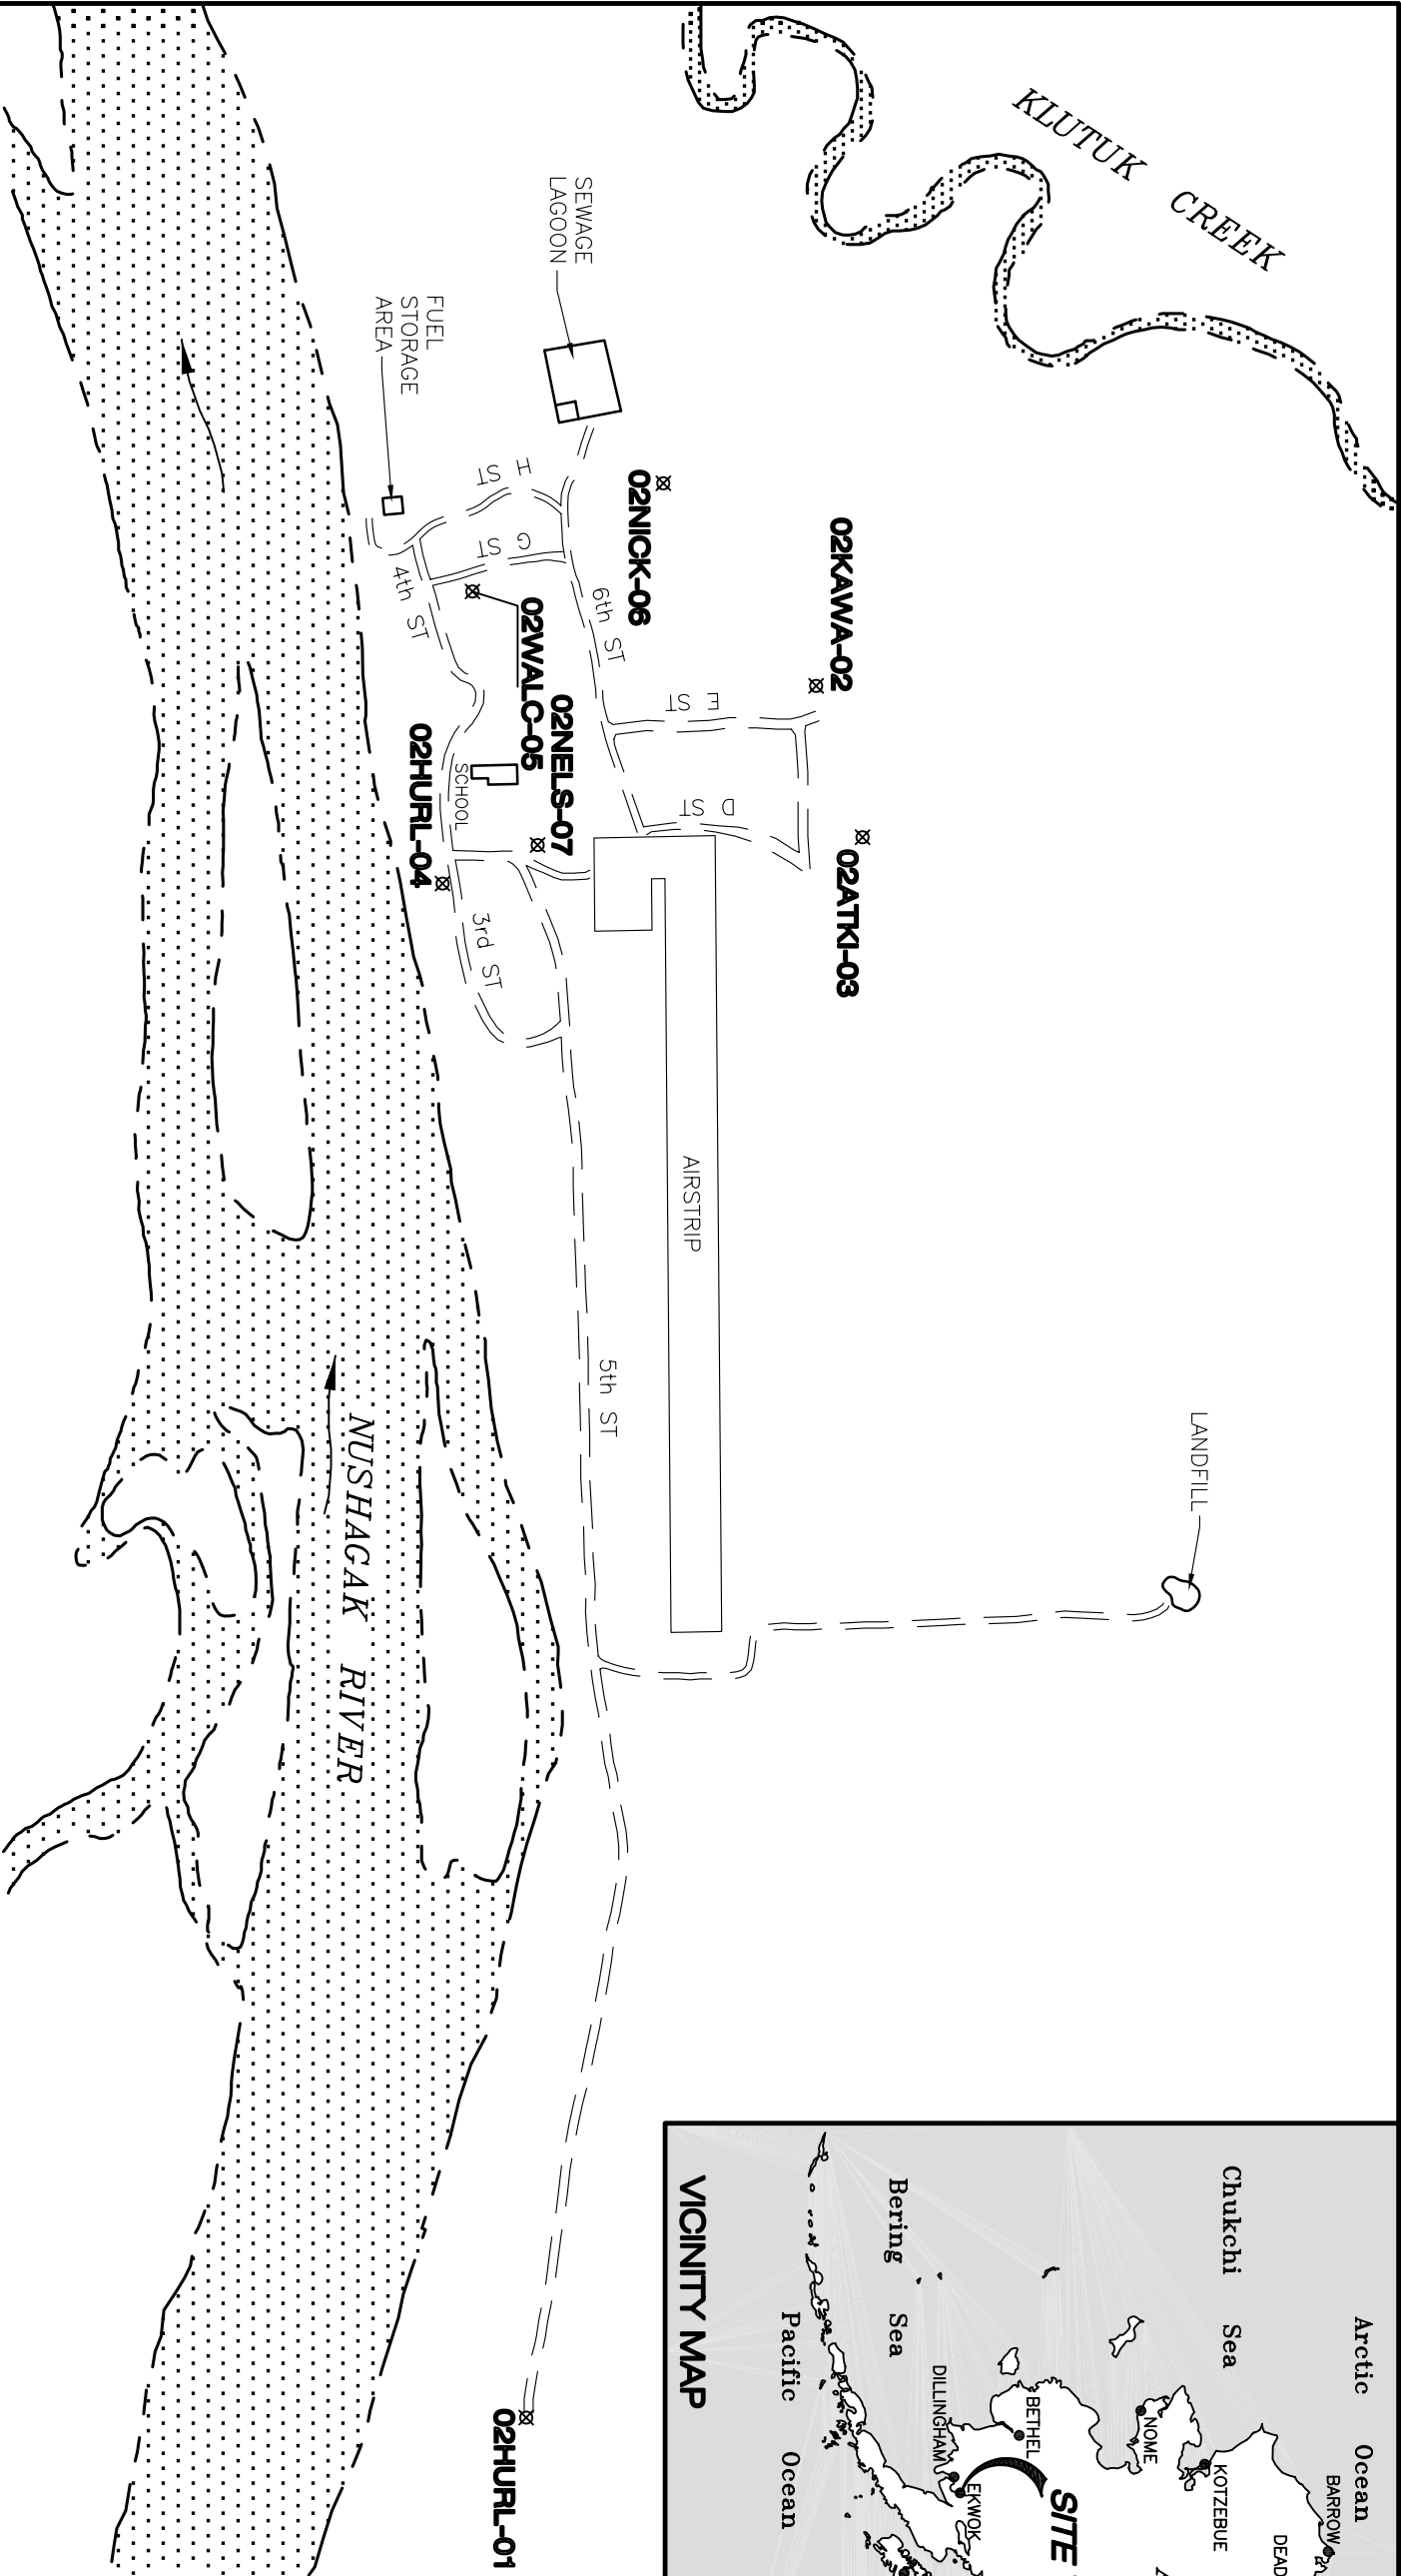 KLUTUK CREEK
SEWAGE
LAGOON
FUEL
STORAGE
AREA
H ST
G ST
4th ST
6th ST
E ST
D ST
02NICK-06
02KAWA-02
02WALC-05
02NELS-07
02HURL-04
02ATKI-03
SCHOOL
3rd ST
AIRSTRIP
5th ST
LANDFILL
NUSHAGAK RIVER
02HURL-01
VICINITY MAP
Arctic Ocean
Chukchi Sea
Bering Sea
Pacific Ocean
BARROW
DEAD
KOTZEBUE
NOME
BETHEL
DILLINGHAM
EKWOK
SITE